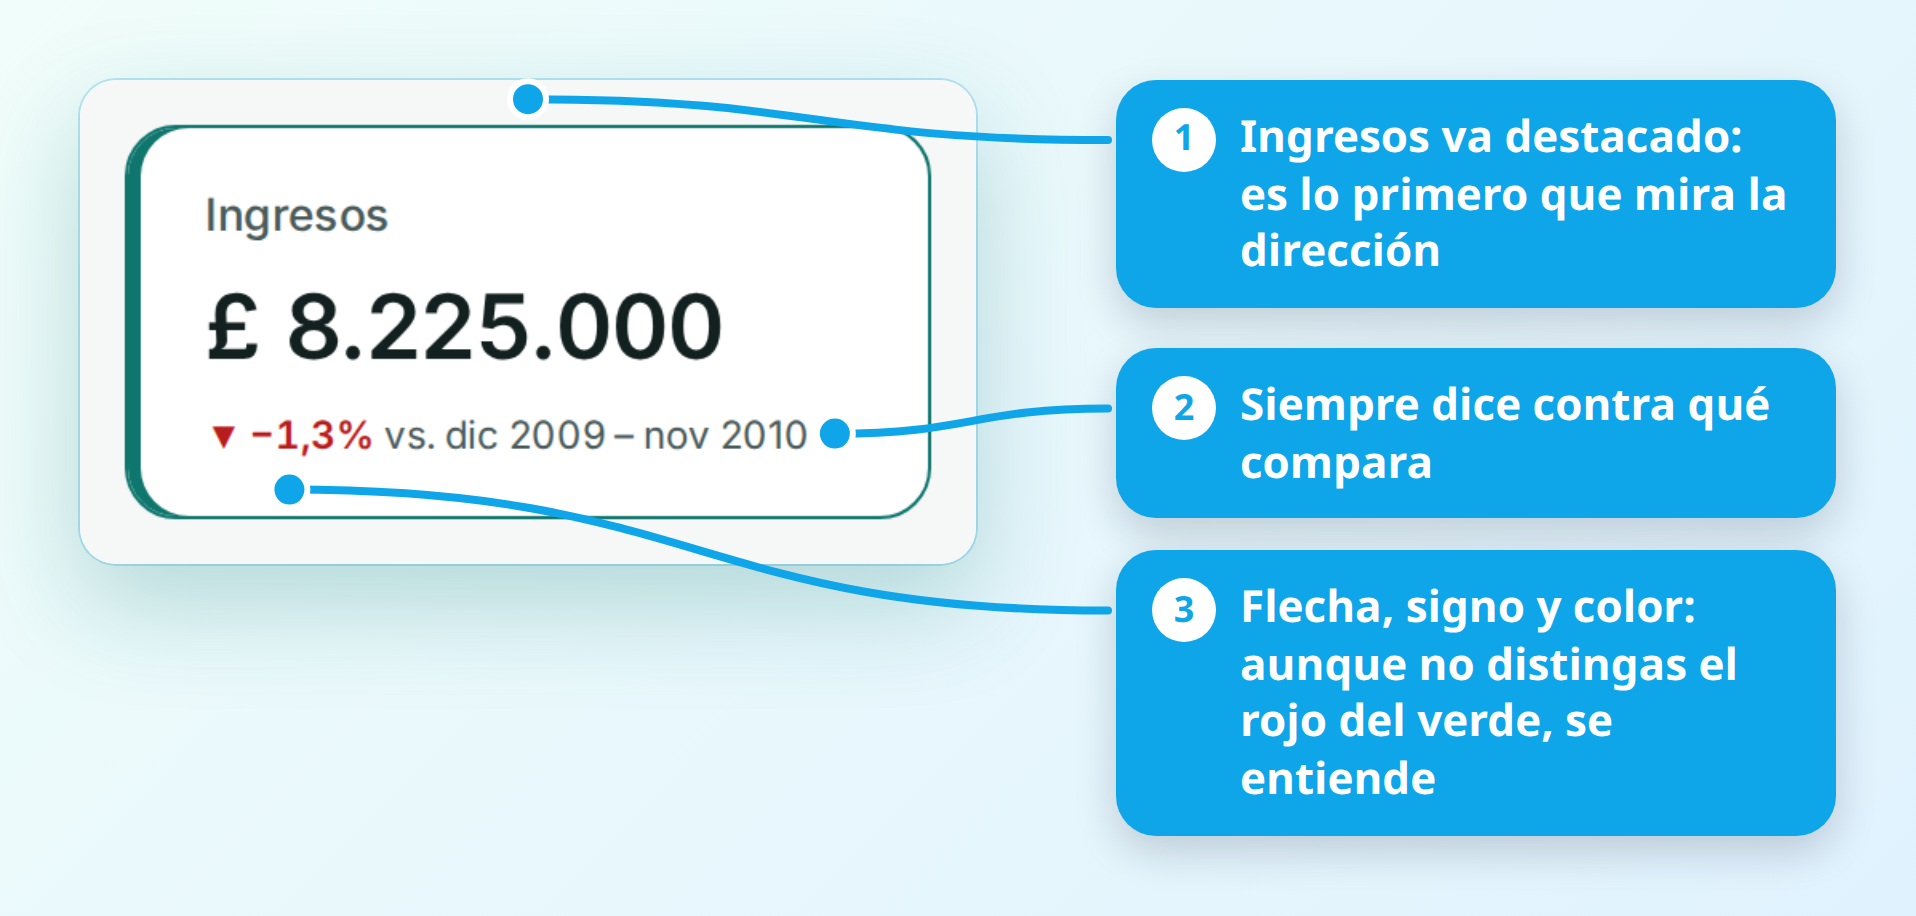 Ingresos
£ 8.225.000
▼ −1,3% vs. dic 2009 – nov 2010
1 Ingresos va destacado:
es lo primero que mira la
dirección
2 Siempre dice contra qué
compara
3 Flecha, signo y color:
aunque no distingas el
rojo del verde, se
entiende